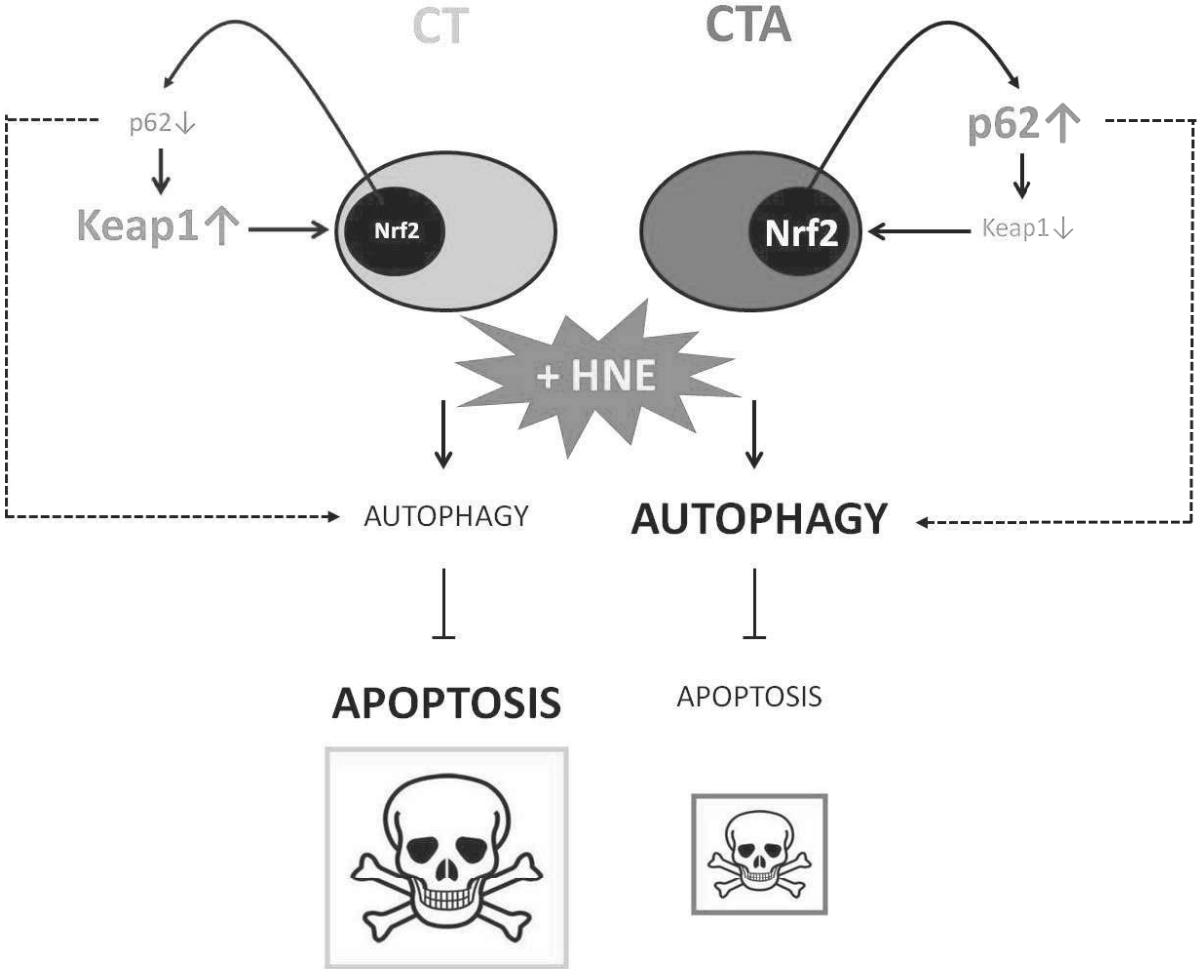 CT
CTA
p62↓
p62↑
Keap1↑
Nrf2
Nrf2
Keap1↓
+ HNE
AUTOPHAGY
AUTOPHAGY
APOPTOSIS
APOPTOSIS